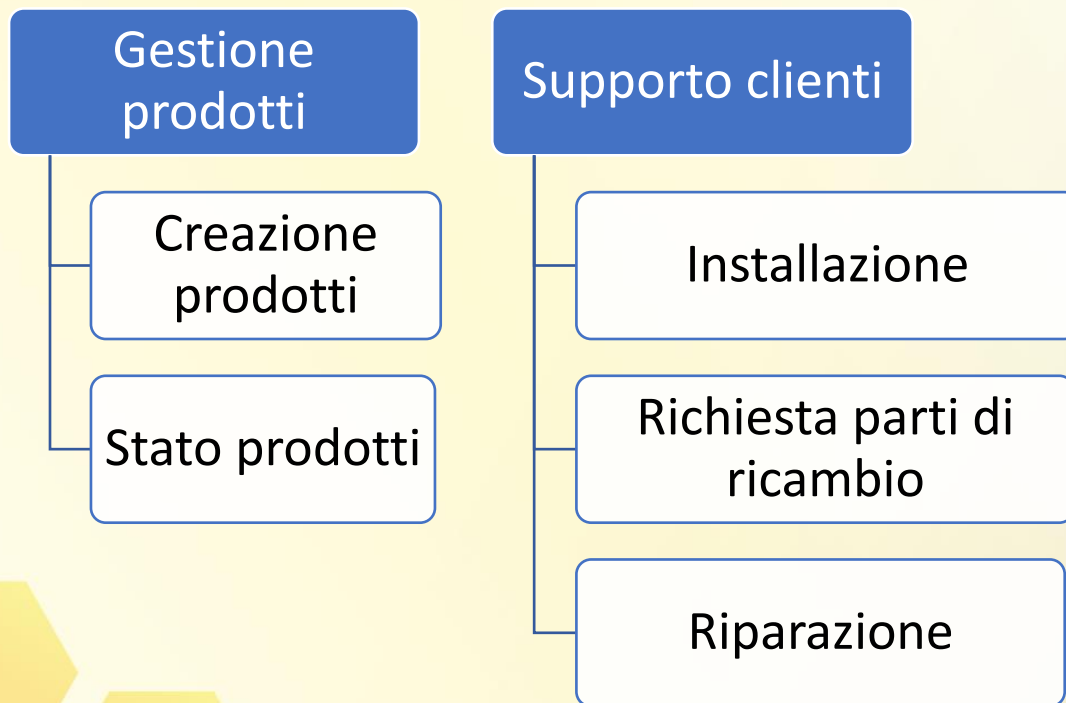 Gestione
prodotti
Creazione
prodotti
Stato prodotti
Supporto clienti
Installazione
Richiesta parti di
ricambio
Riparazione